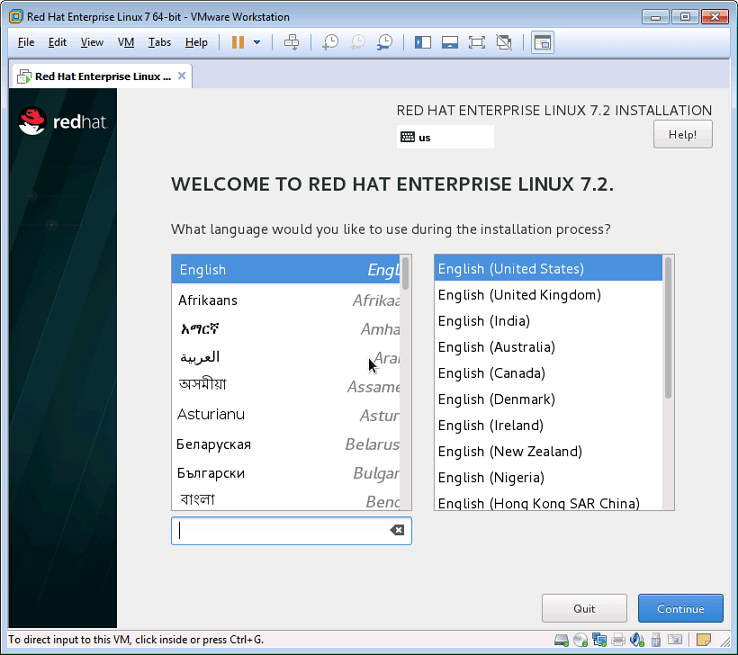 Red Hat Enterprise Linux 7 64-bit - VMware Workstation
File Edit View VM Tabs Help
Red Hat Enterprise Linux ...
redhat.
RED HAT ENTERPRISE LINUX 7.2 INSTALLATION
us
Help!
WELCOME TO RED HAT ENTERPRISE LINUX 7.2.
What language would you like to use during the installation process?
English Engl
Afrikaans Afrikaa
አማርኛ Amha
العربية Ara
অসমীয়া Assame
Asturianu Astur
Беларуская Belarus
Български Bulgar
বাংলা Beng
English (United States)
English (United Kingdom)
English (India)
English (Australia)
English (Canada)
English (Denmark)
English (Ireland)
English (New Zealand)
English (Nigeria)
English (Hong Kong SAR China)
Quit
Continue
To direct input to this VM, click inside or press Ctrl+G.